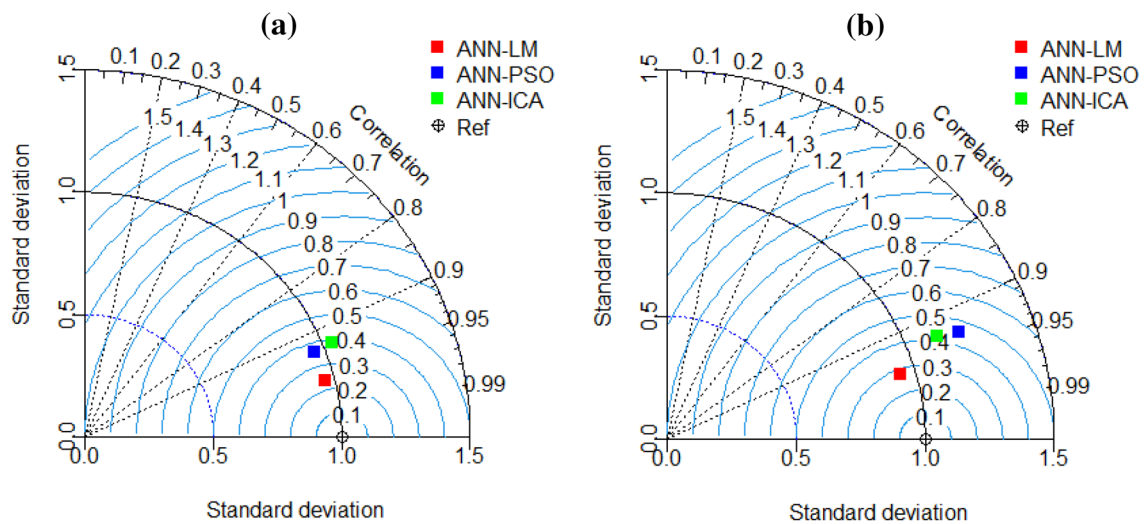 (a)
ANN-LM
ANN-PSO
ANN-ICA
Ref
Correlation
0.1 0.2 0.3 0.4 0.5 0.6 0.7 0.8 0.9 0.95 0.99
1.5 1.4 1.3 1.2 1.1 1 0.9 0.8 0.7 0.6 0.5 0.4 0.3 0.2 0.1
Standard deviation
1.5
1.0
0.5
0.0
0.0 0.5 1.0 1.5
Standard deviation
(b)
ANN-LM
ANN-PSO
ANN-ICA
Ref
Correlation
0.1 0.2 0.3 0.4 0.5 0.6 0.7 0.8 0.9 0.95 0.99
1.5 1.4 1.3 1.2 1.1 1 0.9 0.8 0.7 0.6 0.5 0.4 0.3 0.2 0.1
Standard deviation
1.5
1.0
0.5
0.0
0.0 0.5 1.0 1.5
Standard deviation